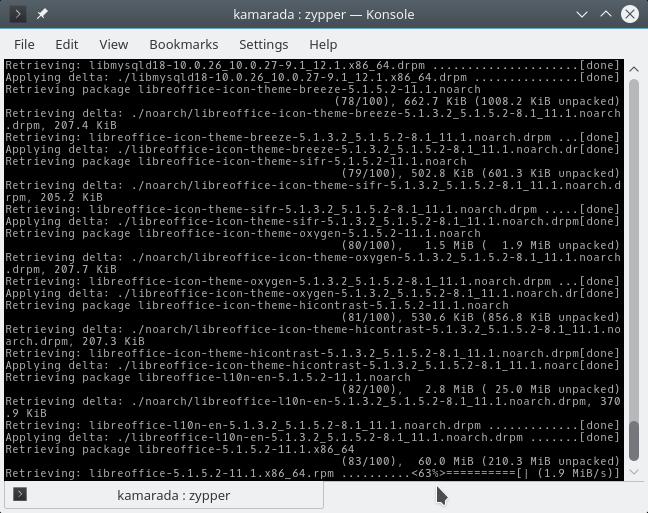 kamarada : zypper — Konsole
File Edit View Bookmarks Settings Help
Retrieving: libmysqld18-10.0.26_10.0.27-9.1_12.1.x86_64.drpm ......................[done]
Applying delta: ./libmysqld18-10.0.26_10.0.27-9.1_12.1.x86_64.drpm ...............[done]
Retrieving package libreoffice-icon-theme-breeze-5.1.5.2-11.1.noarch
(78/100), 662.7 KiB (1008.2 KiB unpacked)
Retrieving delta: ./noarch/libreoffice-icon-theme-breeze-5.1.3.2_5.1.5.2-8.1_11.1.noarch
.drpm, 207.4 KiB
Retrieving: libreoffice-icon-theme-breeze-5.1.3.2_5.1.5.2-8.1_11.1.noarch.drpm ...[done]
Applying delta: ./libreoffice-icon-theme-breeze-5.1.3.2_5.1.5.2-8.1_11.1.noarch.dr[done]
Retrieving package libreoffice-icon-theme-sifr-5.1.5.2-11.1.noarch
(79/100), 502.8 KiB (601.3 KiB unpacked)
Retrieving delta: ./noarch/libreoffice-icon-theme-sifr-5.1.3.2_5.1.5.2-8.1_11.1.noarch.d
rpm, 205.2 KiB
Retrieving: libreoffice-icon-theme-sifr-5.1.3.2_5.1.5.2-8.1_11.1.noarch.drpm .....[done]
Applying delta: ./libreoffice-icon-theme-sifr-5.1.3.2_5.1.5.2-8.1_11.1.noarch.drpm[done]
Retrieving package libreoffice-icon-theme-oxygen-5.1.5.2-11.1.noarch
(80/100),   1.5 MiB (  1.9 MiB unpacked)
Retrieving delta: ./noarch/libreoffice-icon-theme-oxygen-5.1.3.2_5.1.5.2-8.1_11.1.noarch
.drpm, 207.7 KiB
Retrieving: libreoffice-icon-theme-oxygen-5.1.3.2_5.1.5.2-8.1_11.1.noarch.drpm ...[done]
Applying delta: ./libreoffice-icon-theme-oxygen-5.1.3.2_5.1.5.2-8.1_11.1.noarch.dr[done]
Retrieving package libreoffice-icon-theme-hicontrast-5.1.5.2-11.1.noarch
(81/100), 530.6 KiB (856.8 KiB unpacked)
Retrieving delta: ./noarch/libreoffice-icon-theme-hicontrast-5.1.3.2_5.1.5.2-8.1_11.1.no
arch.drpm, 207.3 KiB
Retrieving: libreoffice-icon-theme-hicontrast-5.1.3.2_5.1.5.2-8.1_11.1.noarch.drpm[done]
Applying delta: ./libreoffice-icon-theme-hicontrast-5.1.3.2_5.1.5.2-8.1_11.1.noarc[done]
Retrieving package libreoffice-l10n-en-5.1.5.2-11.1.noarch
(82/100),   2.8 MiB ( 25.0 MiB unpacked)
Retrieving delta: ./noarch/libreoffice-l10n-en-5.1.3.2_5.1.5.2-8.1_11.1.noarch.drpm, 370
.9 KiB
Retrieving: libreoffice-l10n-en-5.1.3.2_5.1.5.2-8.1_11.1.noarch.drpm .............[done]
Applying delta: ./libreoffice-l10n-en-5.1.3.2_5.1.5.2-8.1_11.1.noarch.drpm .......[done]
Retrieving package libreoffice-5.1.5.2-11.1.x86_64
(83/100),  60.0 MiB (210.3 MiB unpacked)
Retrieving: libreoffice-5.1.5.2-11.1.x86_64.rpm ..........<63%>==========[| (1.9 MiB/s)]
kamarada : zypper